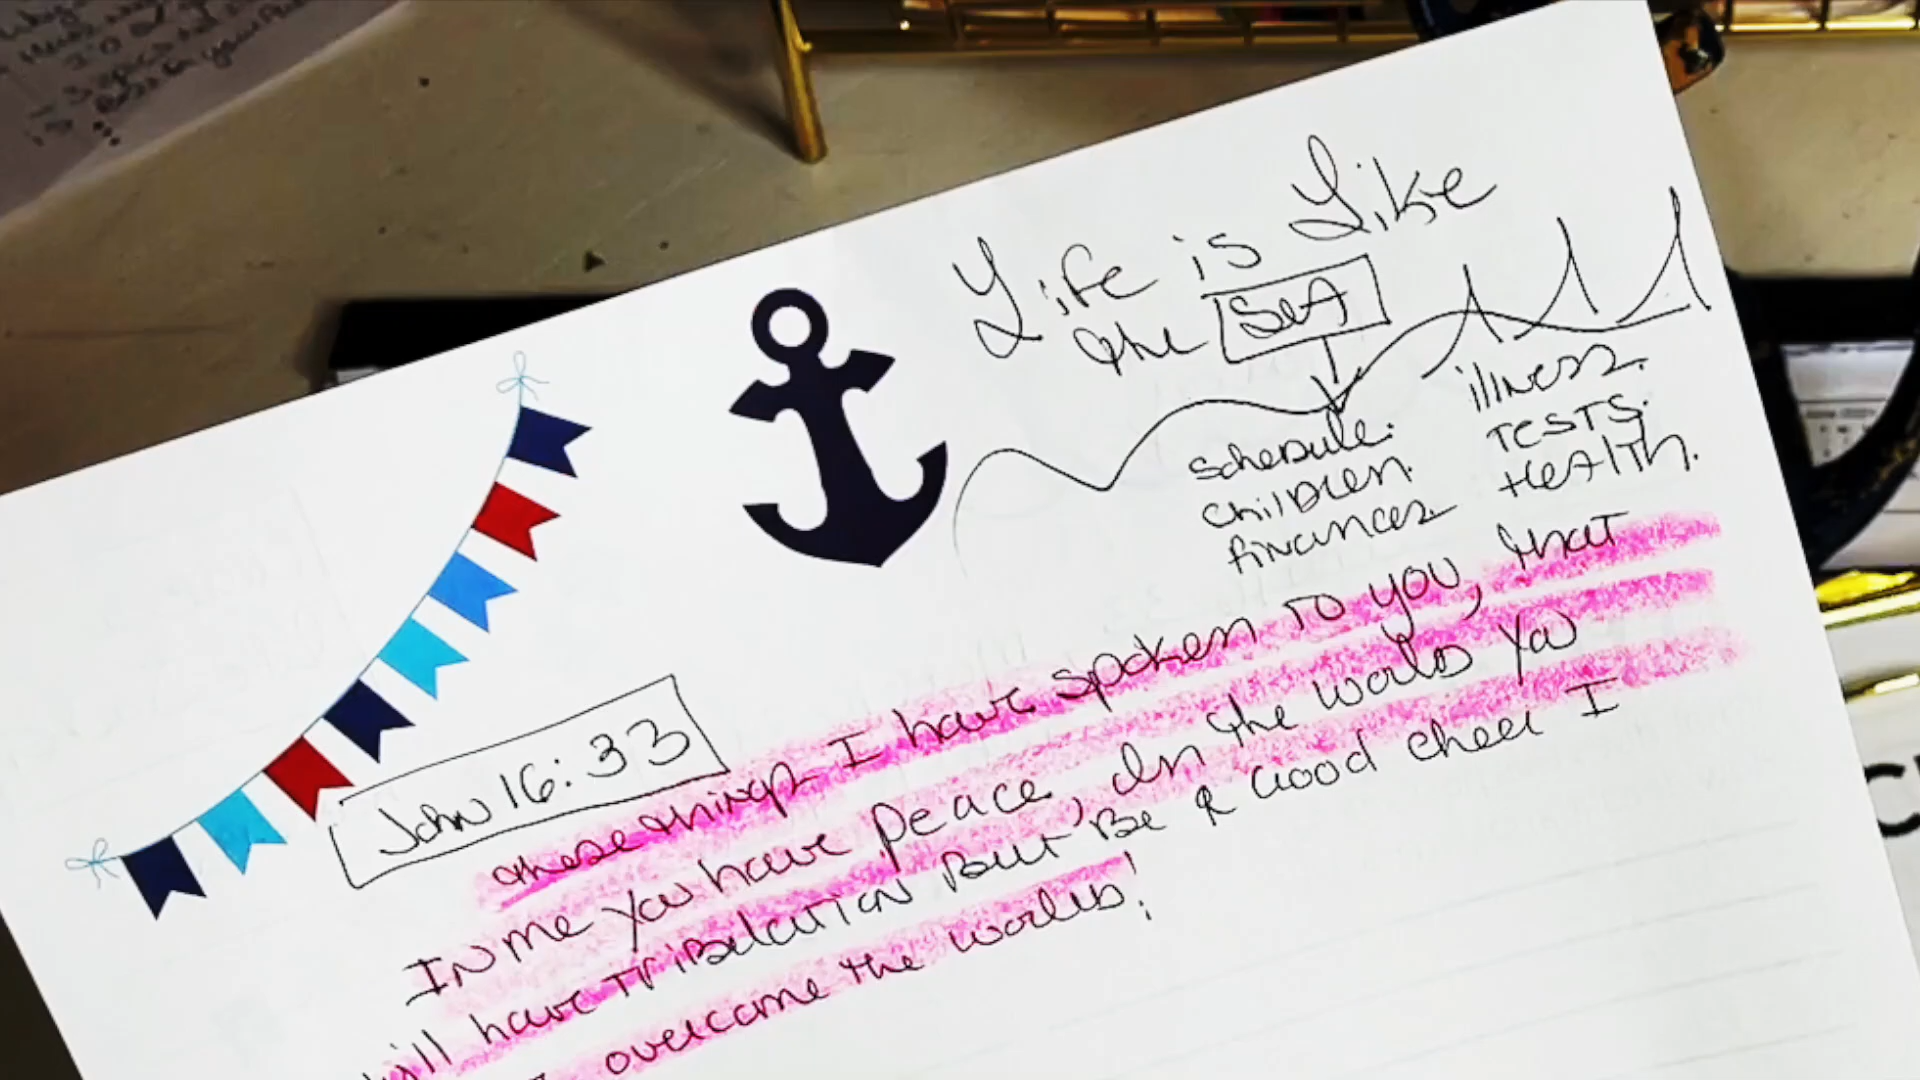 Life is Like
the SEA
schedule.
children.
finances.
illness.
TESTS.
Health.
John 16:33
these things I have spoken to you, that
In me you have peace, In the world you
will have tribulation But Be a Good cheer I
overcome the world!